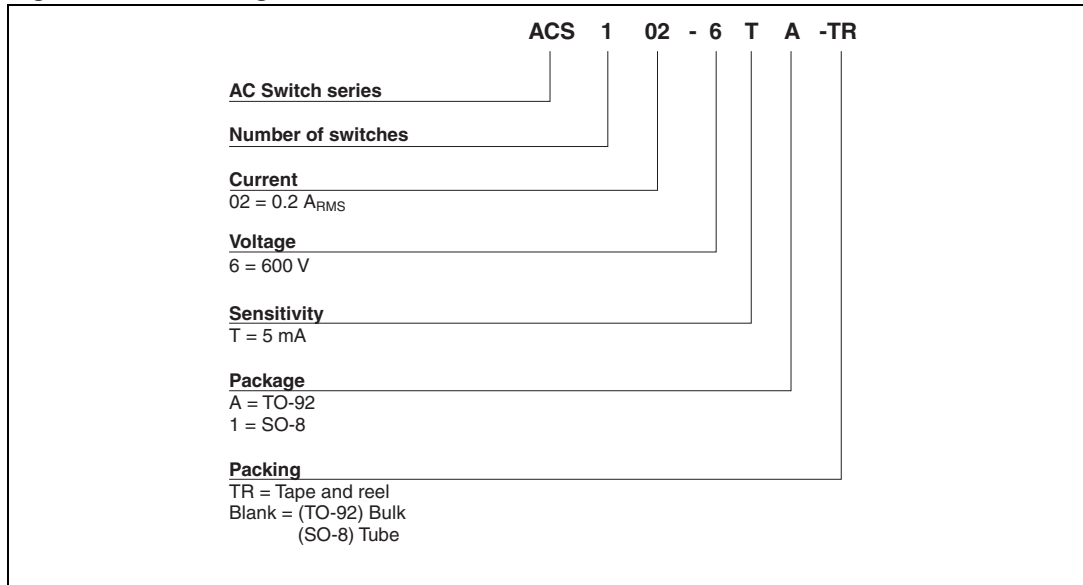 ACS 1 02 - 6 T A -TR
AC Switch series
Number of switches
Current
02 = 0.2 ARMS
Voltage
6 = 600 V
Sensitivity
T = 5 mA
Package
A = TO-92
1 = SO-8
Packing
TR = Tape and reel
Blank = (TO-92) Bulk
(SO-8) Tube